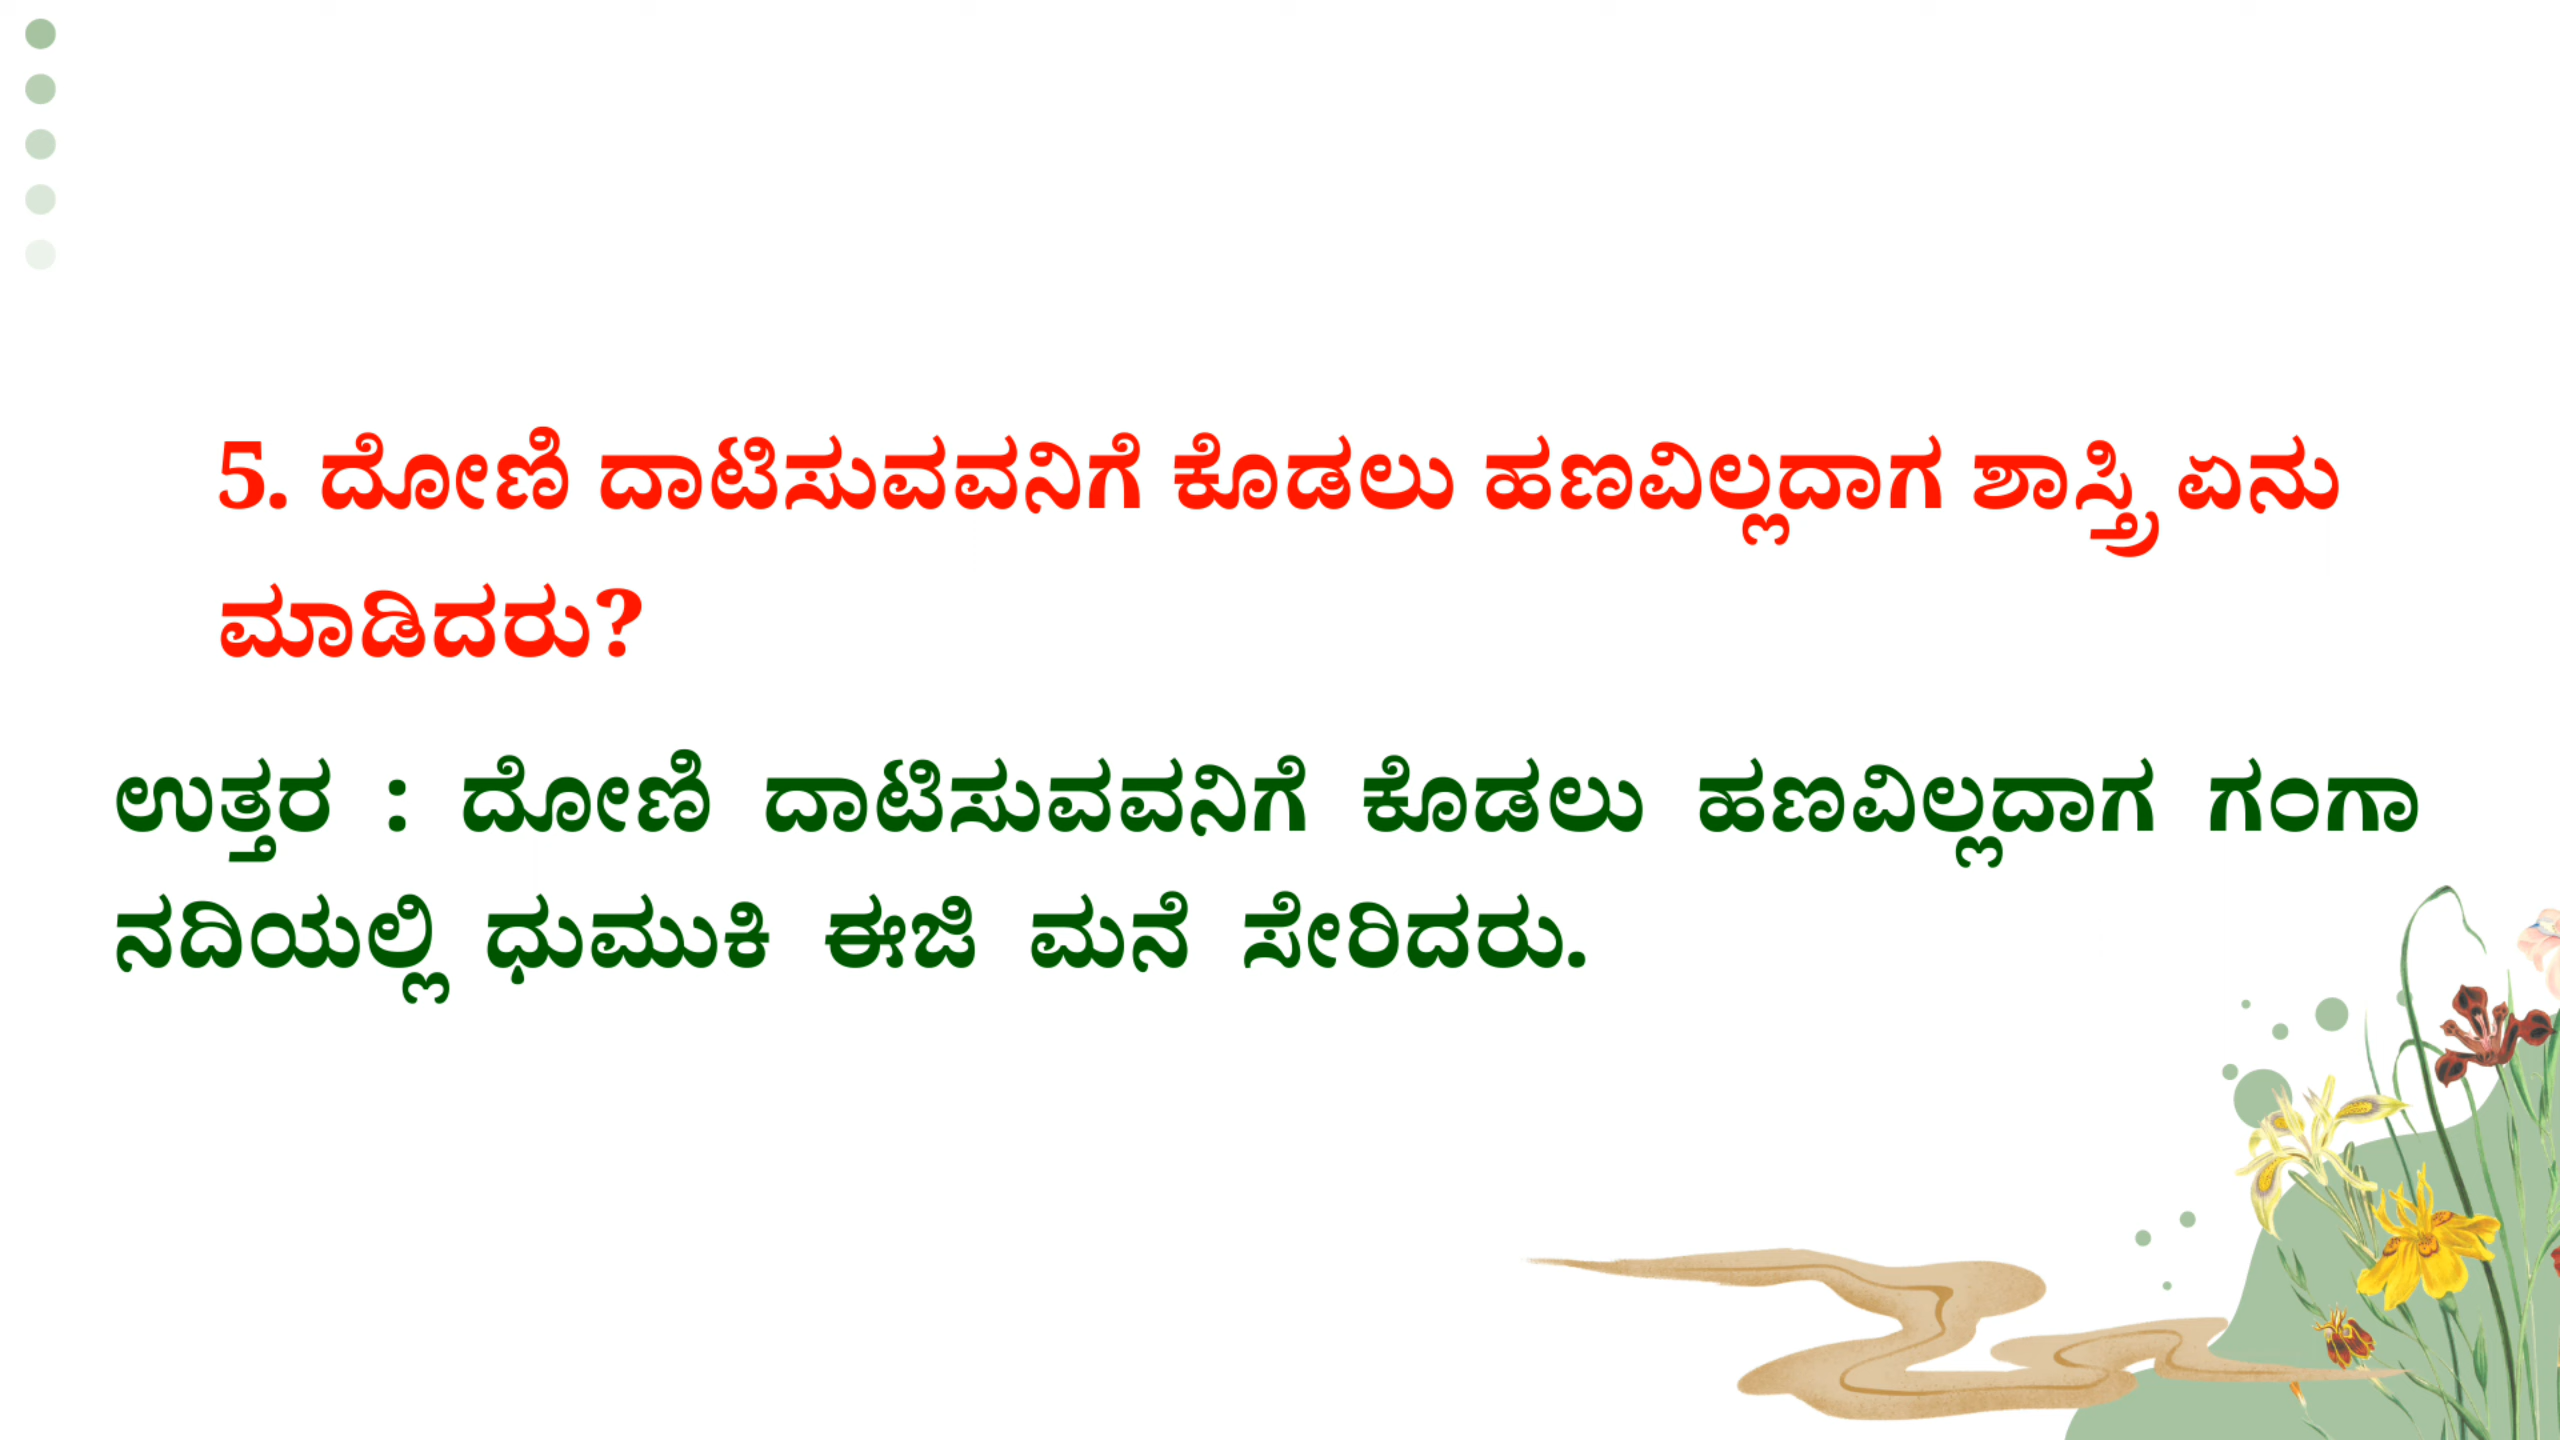 5. ದೋಣಿ ದಾಟಿಸುವವನಿಗೆ ಕೊಡಲು ಹಣವಿಲ್ಲದಾಗ ಶಾಸ್ತ್ರಿ ಏನು
ಮಾಡಿದರು?
ಉತ್ತರ : ದೋಣಿ ದಾಟಿಸುವವನಿಗೆ ಕೊಡಲು ಹಣವಿಲ್ಲದಾಗ ಗಂಗಾ
ನದಿಯಲ್ಲಿ ಧುಮುಕಿ ಈಜಿ ಮನೆ ಸೇರಿದರು.